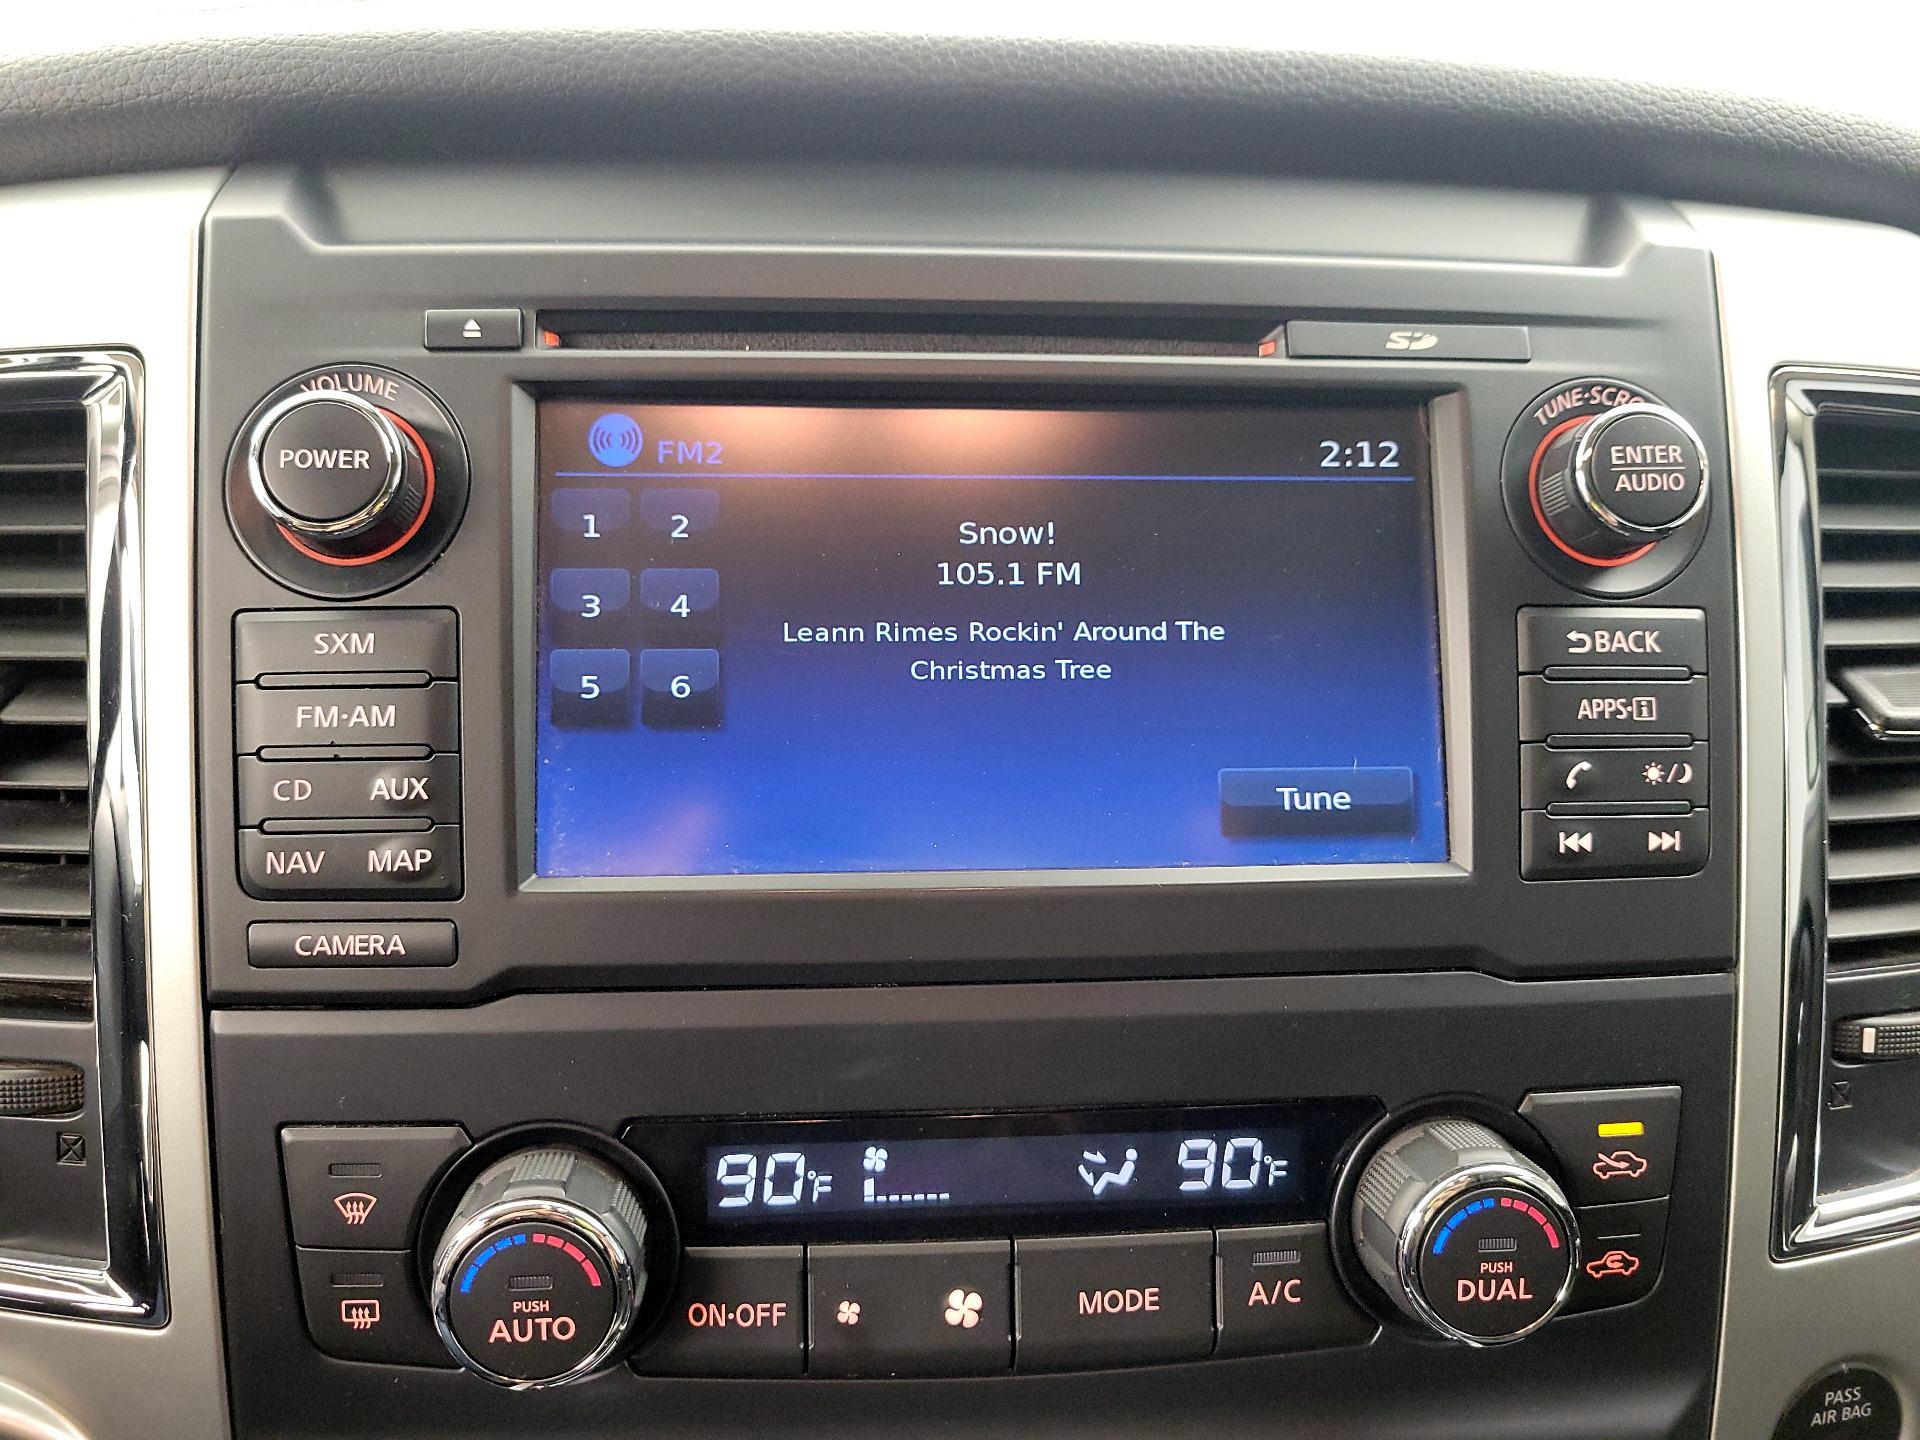 SD
VOLUME
POWER
TUNE·SCRO
ENTER
AUDIO
FM2
2:12
1 2
3 4
5 6
Snow!
105.1 FM
Leann Rimes Rockin' Around The
Christmas Tree
Tune
SXM
FM·AM
CD AUX
NAV MAP
CAMERA
BACK
APPS·i
90°F
90°F
PUSH
AUTO
ON·OFF
MODE
A/C
PUSH
DUAL
PASS
AIR BAG